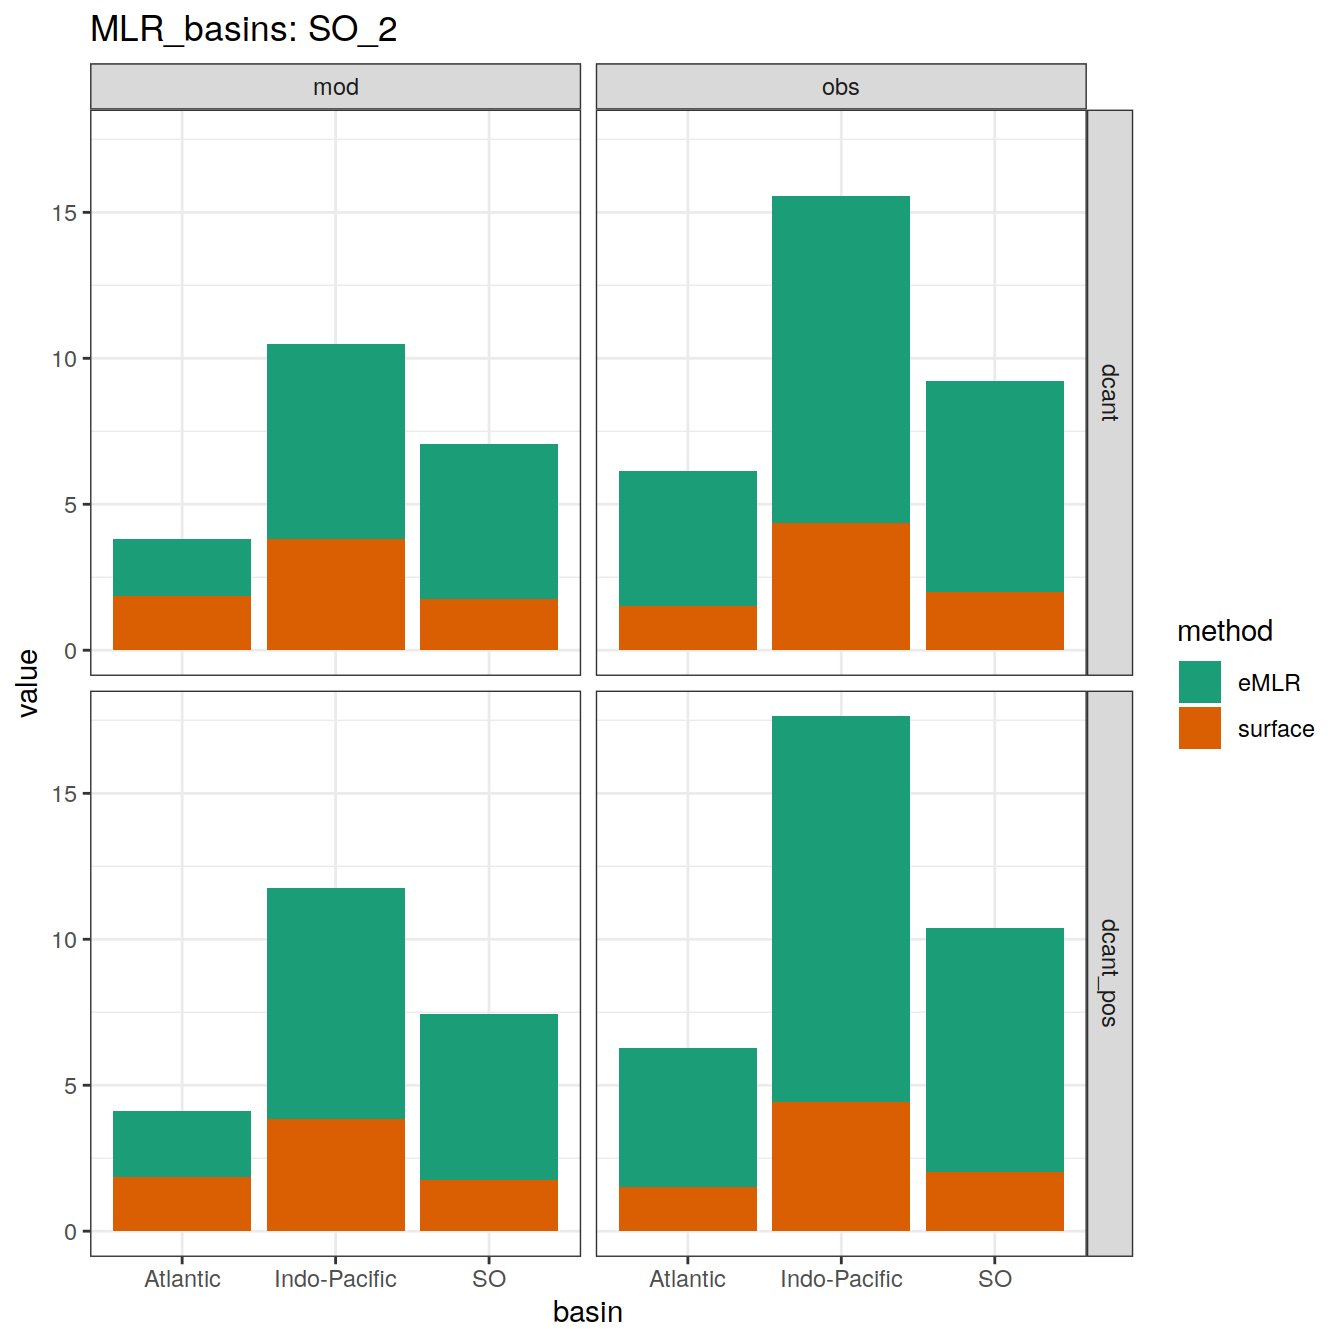 MLR_basins: SO_2
mod
obs
15
10
5
0
dcant
15
10
5
0
dcant_pos
value
Atlantic
Indo-Pacific
SO
Atlantic
Indo-Pacific
SO
basin
method
eMLR
surface